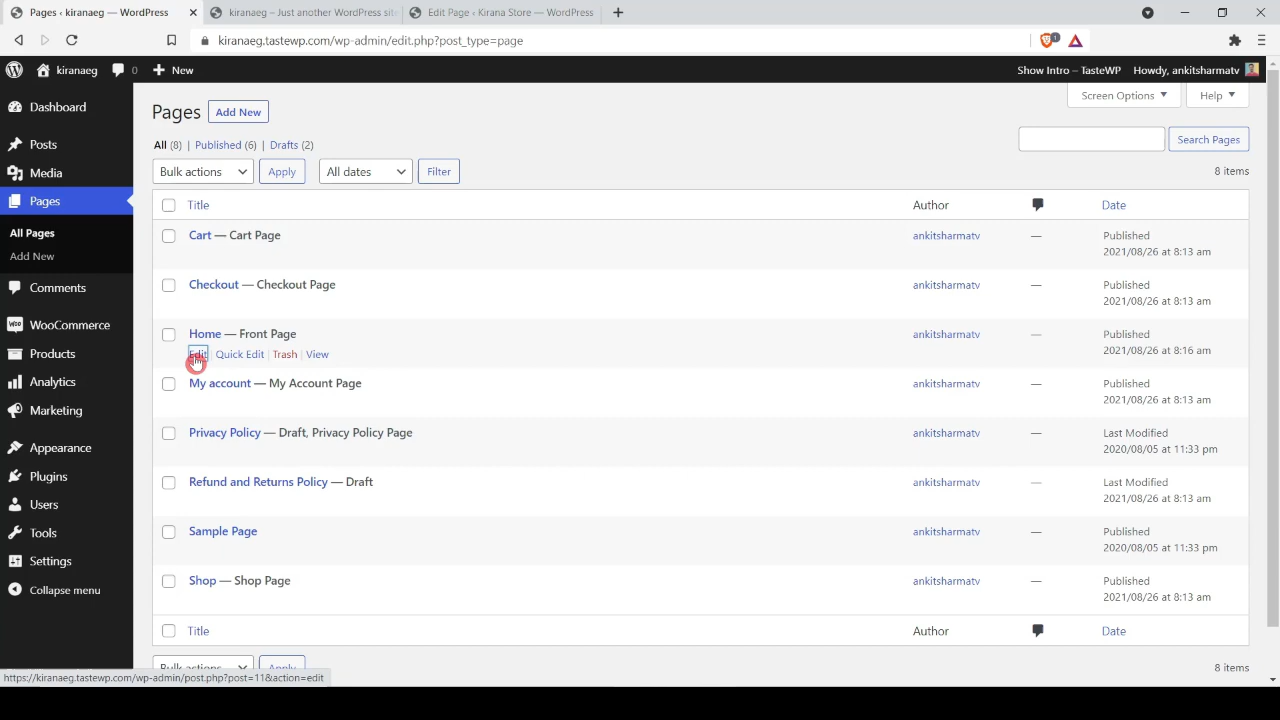 Pages ‹ kiranaeg — WordPress
kiranaeg – Just another WordPress sit
Edit Page ‹ Kirana Store — WordPress
kiranaeg.tastewp.com/wp-admin/edit.php?post_type=page
1
kiranaeg
0
New
Show Intro – TasteWP
Howdy, ankitsharmatv
Dashboard
Posts
Media
Pages
All Pages
Add New
Comments
Woo
WooCommerce
Products
Analytics
Marketing
Appearance
Plugins
Users
Tools
Settings
Collapse menu
Screen Options
Help
Pages
Add New
All (8) | Published (6) | Drafts (2)
Search Pages
Bulk actions
Apply
All dates
Filter
8 items
Title
Author
Date
Cart — Cart Page
ankitsharmatv
—
Published
2021/08/26 at 8:13 am
Checkout — Checkout Page
ankitsharmatv
—
Published
2021/08/26 at 8:13 am
Home — Front Page
Edit | Quick Edit | Trash | View
ankitsharmatv
—
Published
2021/08/26 at 8:16 am
My account — My Account Page
ankitsharmatv
—
Published
2021/08/26 at 8:13 am
Privacy Policy — Draft, Privacy Policy Page
ankitsharmatv
—
Last Modified
2020/08/05 at 11:33 pm
Refund and Returns Policy — Draft
ankitsharmatv
—
Last Modified
2021/08/26 at 8:13 am
Sample Page
ankitsharmatv
—
Published
2020/08/05 at 11:33 pm
Shop — Shop Page
ankitsharmatv
—
Published
2021/08/26 at 8:13 am
Title
Author
Date
Bulk actions
Apply
8 items
https://kiranaeg.tastewp.com/wp-admin/post.php?post=11&action=edit